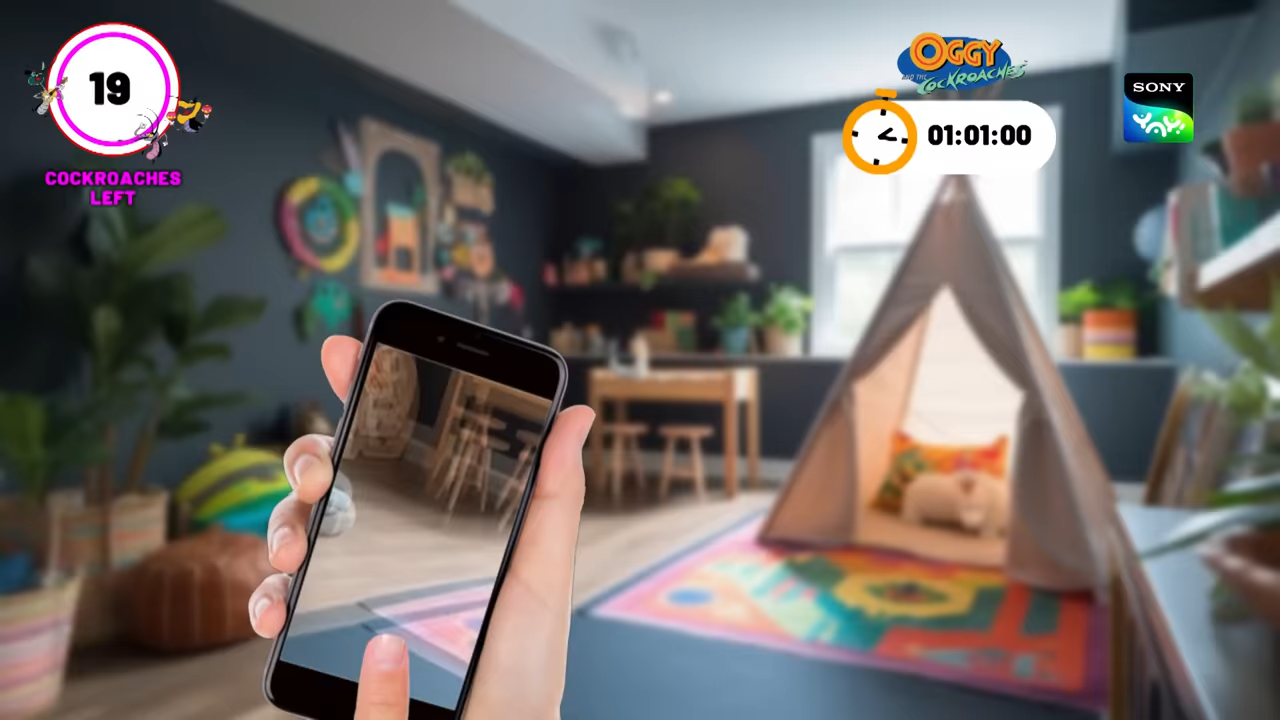 19
COCKROACHES
LEFT
OGGY
AND THE
COCKROACHES
01:01:00
SONY
YAY!